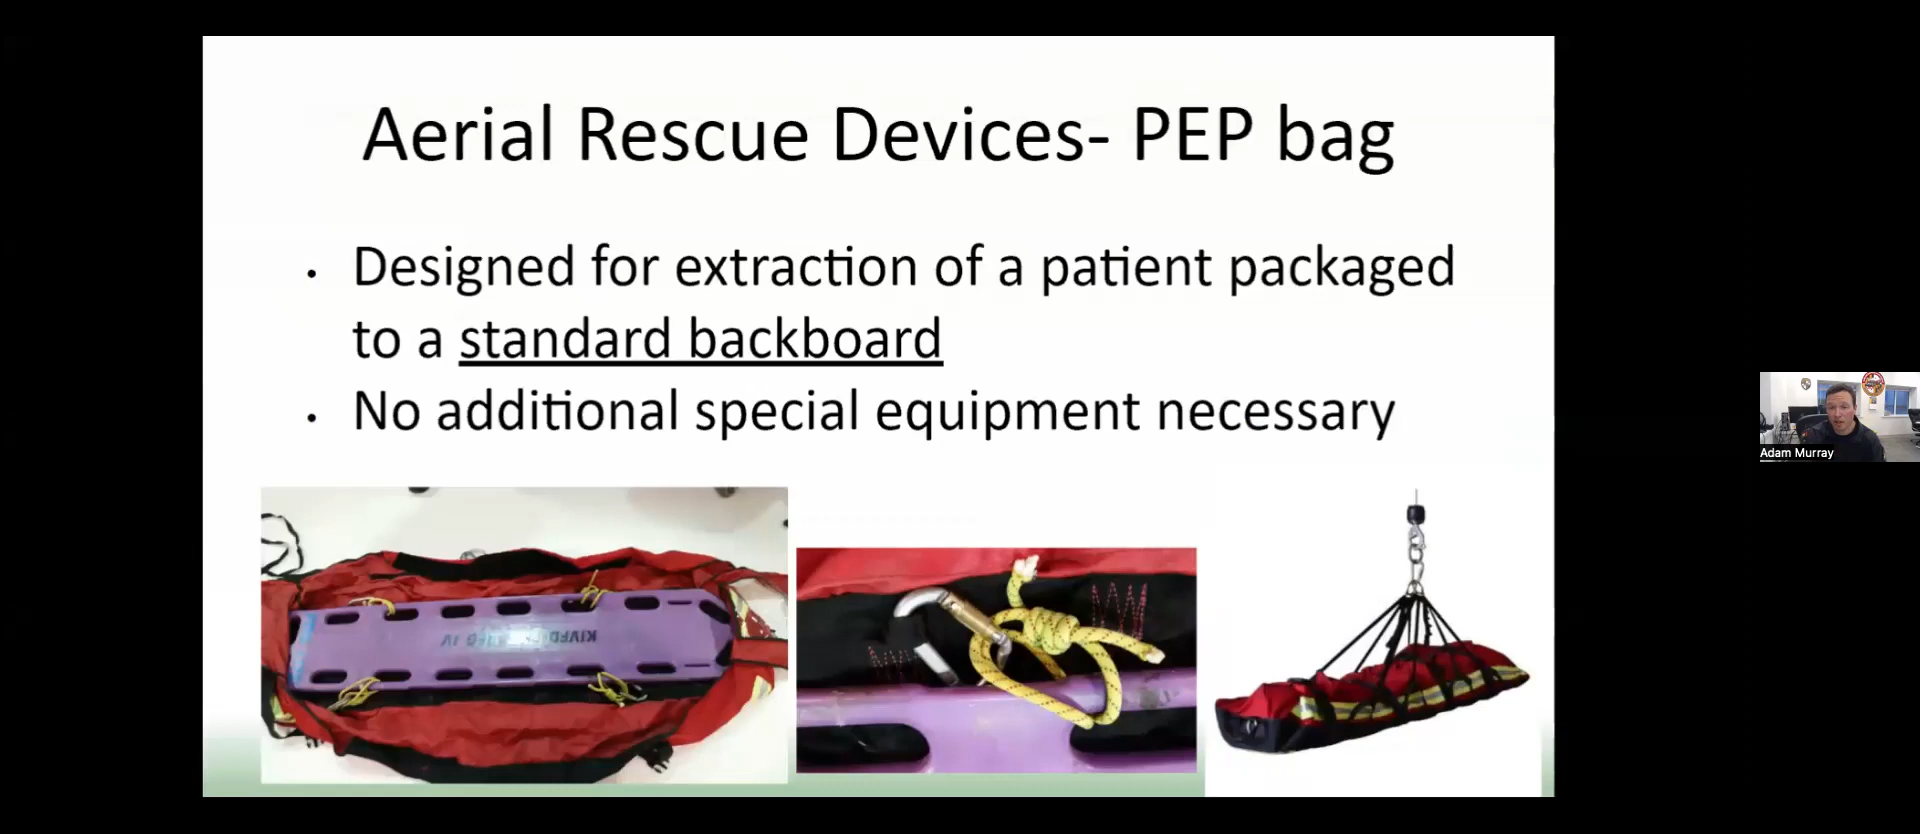 Aerial Rescue Devices- PEP bag
• Designed for extraction of a patient packaged
to a standard backboard
• No additional special equipment necessary
Adam Murray